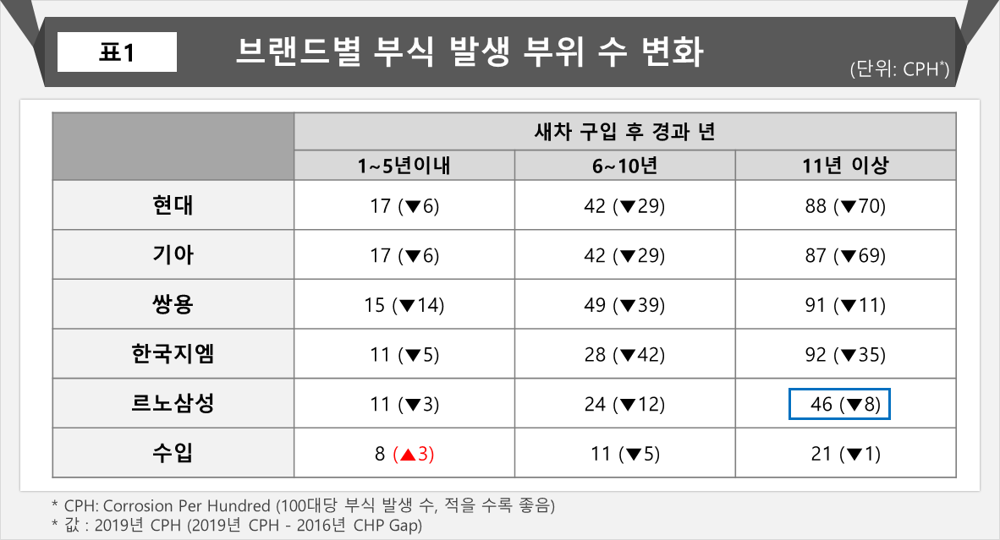 표1
브랜드별 부식 발생 부위 수 변화
(단위: CPH*)
새차 구입 후 경과 년
1~5년이내 6~10년 11년 이상
현대 17 (▼6) 42 (▼29) 88 (▼70)
기아 17 (▼6) 42 (▼29) 87 (▼69)
쌍용 15 (▼14) 49 (▼39) 91 (▼11)
한국지엠 11 (▼5) 28 (▼42) 92 (▼35)
르노삼성 11 (▼3) 24 (▼12) 46 (▼8)
수입 8 (▲3) 11 (▼5) 21 (▼1)
* CPH: Corrosion Per Hundred (100대당 부식 발생 수, 적을 수록 좋음)
* 값 : 2019년 CPH (2019년 CPH - 2016년 CHP Gap)